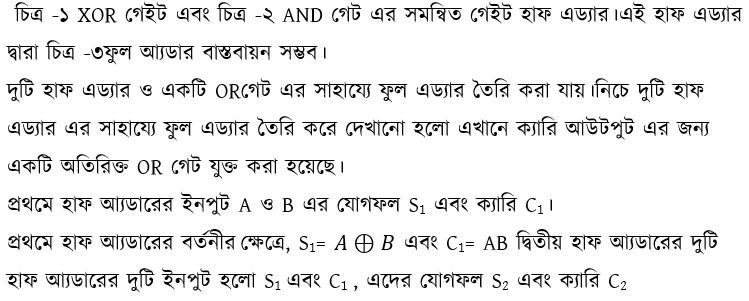 চিত্র -১ XOR গেইট এবং চিত্র -২ AND গেট এর সমন্বিত গেইট হাফ এড্যার।এই হাফ এড্যার
দ্বারা চিত্র -৩ফুল অ্যাডার বাস্তবায়ন সম্ভব।
দুটি হাফ এড্যার ও একটি ORগেট এর সাহায্যে ফুল এড্যার তৈরি করা যায়।নিচে দুটি হাফ
এড্যার এর সাহায্যে ফুল এড্যার তৈরি করে দেখানো হলো এখানে ক্যারি আউটপুট এর জন্য
একটি অতিরিক্ত OR গেট যুক্ত করা হয়েছে।
প্রথমে হাফ অ্যাডারের ইনপুট A ও B এর যোগফল S₁ এবং ক্যারি C₁।
প্রথমে হাফ অ্যাডারের বর্তনীর ক্ষেত্রে, S₁= A ⊕ B এবং C₁= AB দ্বিতীয় হাফ অ্যাডারের দুটি
হাফ অ্যাডারের দুটি ইনপুট হলো S₁ এবং C₁ , এদের যোগফল S₂ এবং ক্যারি C₂